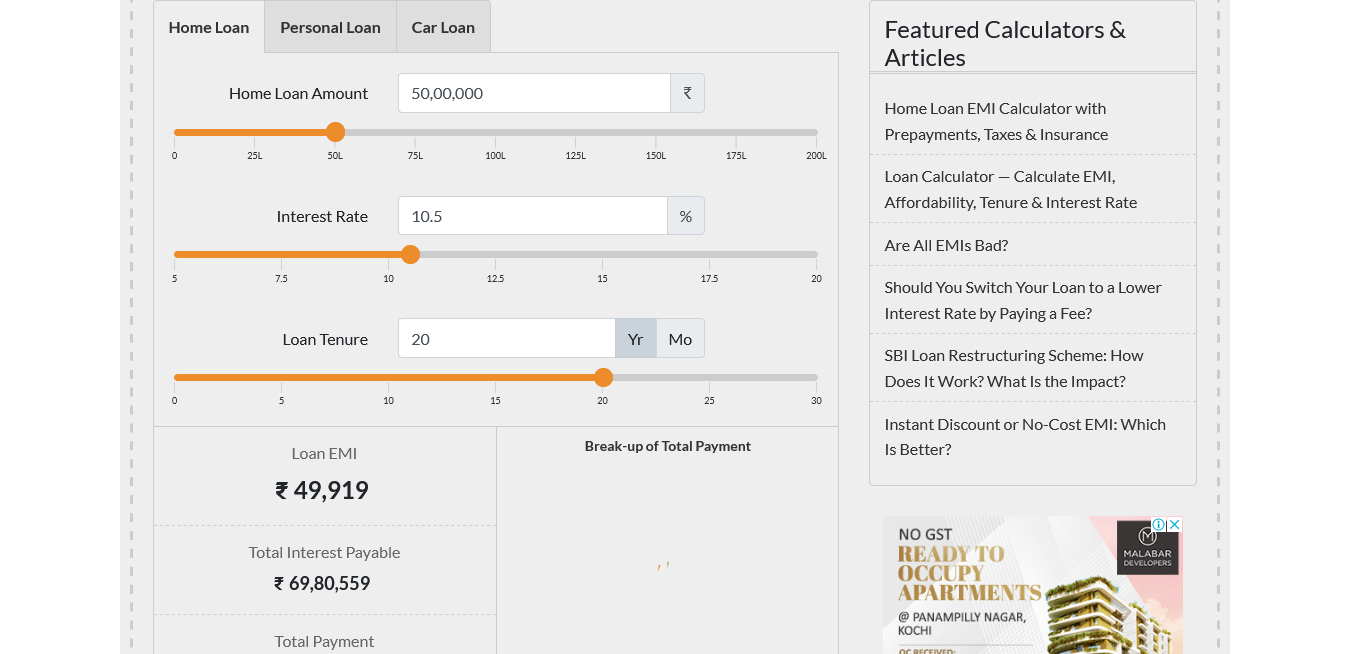 Home Loan
Personal Loan
Car Loan
Home Loan Amount
50,00,000
₹
0
25L
50L
75L
100L
125L
150L
175L
200L
Interest Rate
10.5
%
5
7.5
10
12.5
15
17.5
20
Loan Tenure
20
Yr
Mo
0
5
10
15
20
25
30
Loan EMI
₹ 49,919
Total Interest Payable
₹ 69,80,559
Total Payment
Break-up of Total Payment
Featured Calculators &
Articles
Home Loan EMI Calculator with
Prepayments, Taxes & Insurance
Loan Calculator — Calculate EMI,
Affordability, Tenure & Interest Rate
Are All EMIs Bad?
Should You Switch Your Loan to a Lower
Interest Rate by Paying a Fee?
SBI Loan Restructuring Scheme: How
Does It Work? What Is the Impact?
Instant Discount or No-Cost EMI: Which
Is Better?
NO GST
READY TO
OCCUPY
APARTMENTS
@ PANAMPILLY NAGAR,
KOCHI
OC RECEIVED:
MALABAR
DEVELOPERS